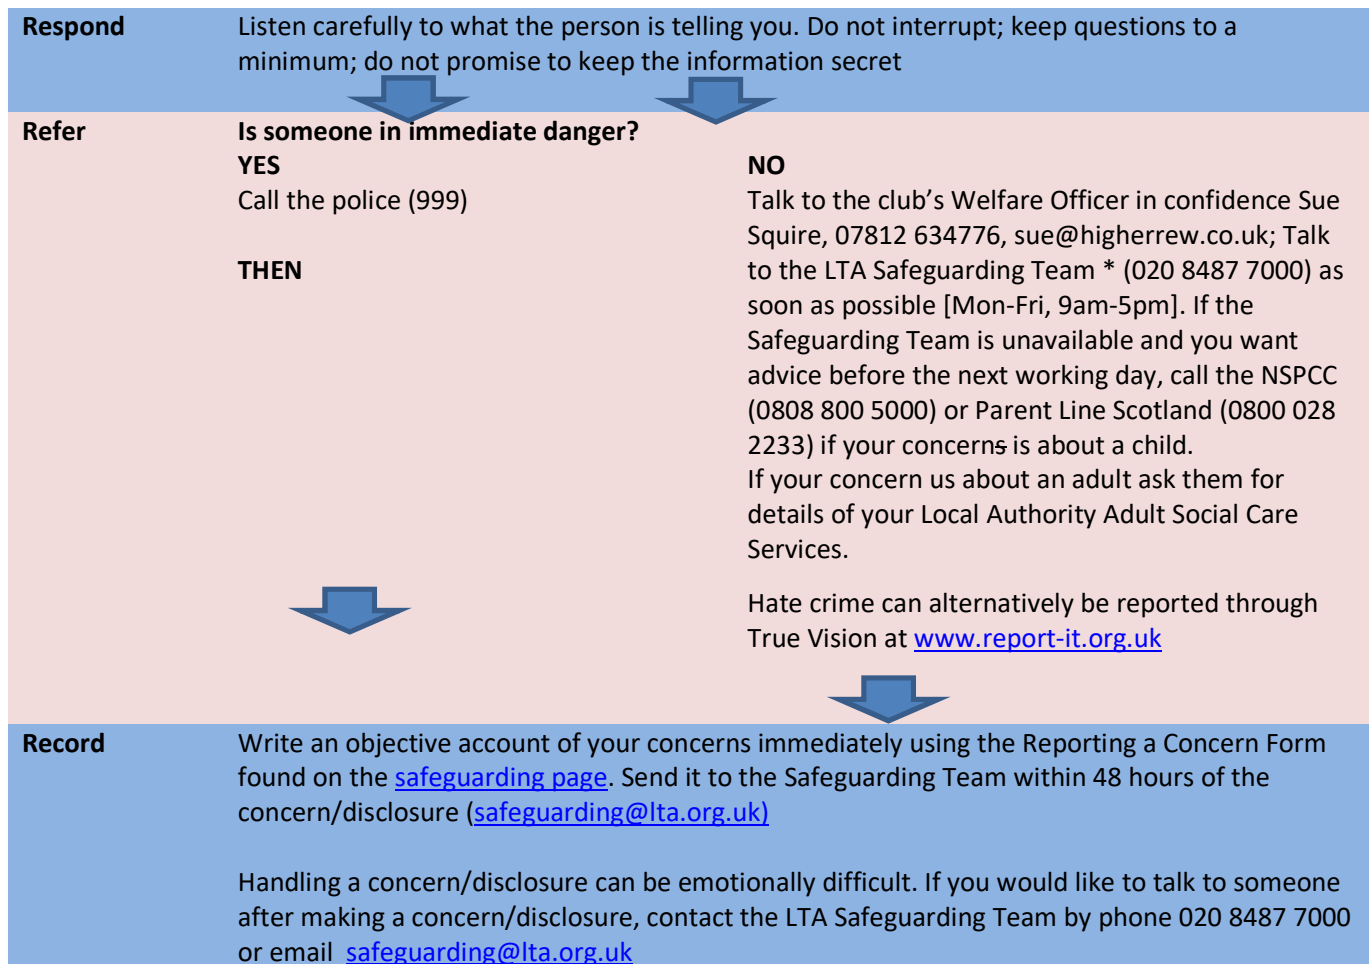 Respond
Listen carefully to what the person is telling you. Do not interrupt; keep questions to a
minimum; do not promise to keep the information secret
Refer
Is someone in immediate danger?
YES
Call the police (999)
THEN
NO
Talk to the club’s Welfare Officer in confidence Sue
Squire, 07812 634776, sue@higherrew.co.uk; Talk
to the LTA Safeguarding Team * (020 8487 7000) as
soon as possible [Mon-Fri, 9am-5pm]. If the
Safeguarding Team is unavailable and you want
advice before the next working day, call the NSPCC
(0808 800 5000) or Parent Line Scotland (0800 028
2233) if your concerns is about a child.
If your concern us about an adult ask them for
details of your Local Authority Adult Social Care
Services.
Hate crime can alternatively be reported through
True Vision at www.report-it.org.uk
Record
Write an objective account of your concerns immediately using the Reporting a Concern Form
found on the safeguarding page. Send it to the Safeguarding Team within 48 hours of the
concern/disclosure (safeguarding@lta.org.uk)
Handling a concern/disclosure can be emotionally difficult. If you would like to talk to someone
after making a concern/disclosure, contact the LTA Safeguarding Team by phone 020 8487 7000
or email safeguarding@lta.org.uk